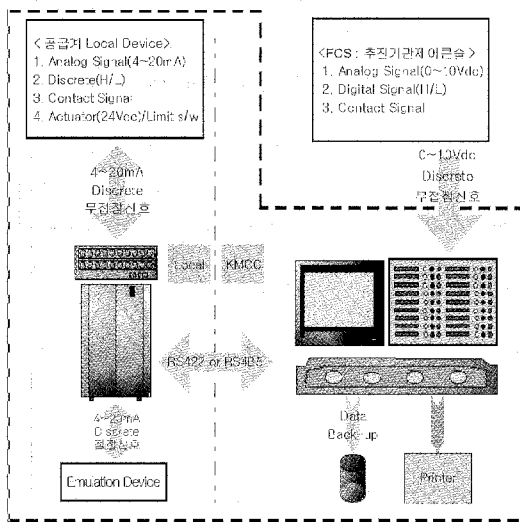 < 공급계 Local Device>
1. Analog Signal(4~20mA)
2. Discrete(H/L)
3. Contact Signal
4. Actuator(24Vdc)/Limit s/w
<FCS : 추진기관제어콘솔 >
1. Analog Signal(0~10Vdc)
2. Digital Signal(H/L)
3. Contact Signal
4~20mA
Discrete
무접점신호
0~10Vdc
Discrete
무접점신호
Local
KMCC
RS422 or RS485
4~20mA
Discrete
접점신호
Emulation Device
Data
Back-up
Printer